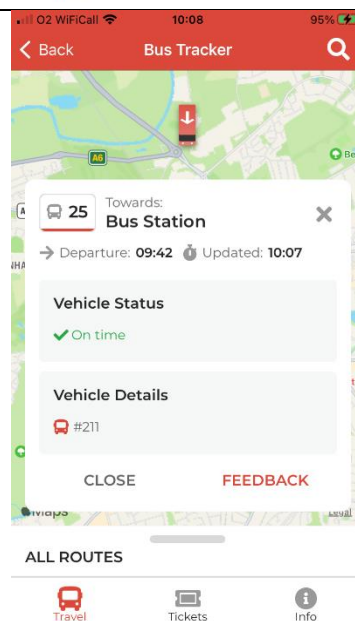 O2 WiFiCall 10:08 95%
Back Bus Tracker
A6
Be
25 Towards:
Bus Station
Departure: 09:42 Updated: 10:07
Vehicle Status
On time
Vehicle Details
#211
CLOSE FEEDBACK
Maps Legal
ALL ROUTES
Travel Tickets Info